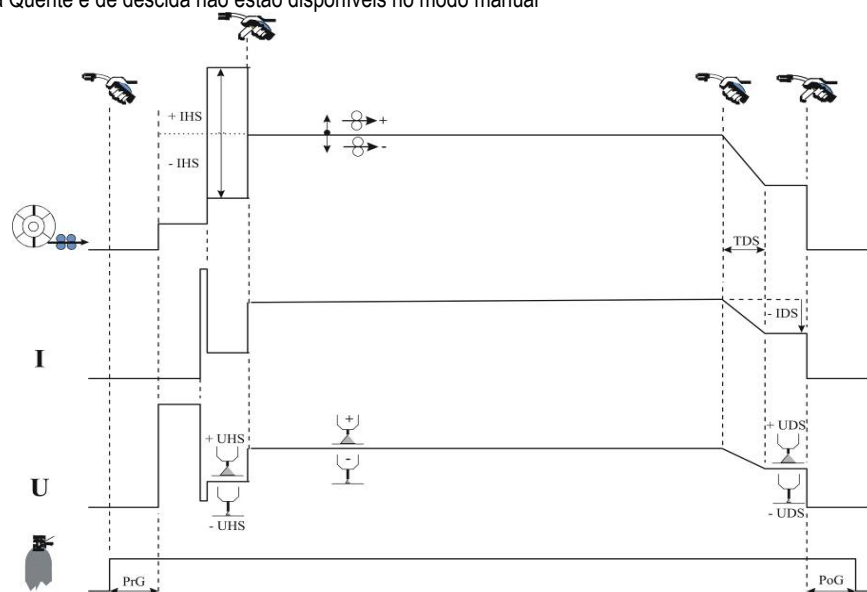 Quente e de descida não estão disponíveis no modo manual
+ IHS
- IHS
+
-
TDS
- IDS
I
+ UHS
- UHS
+
-
+ UDS
- UDS
U
PrG
PoG